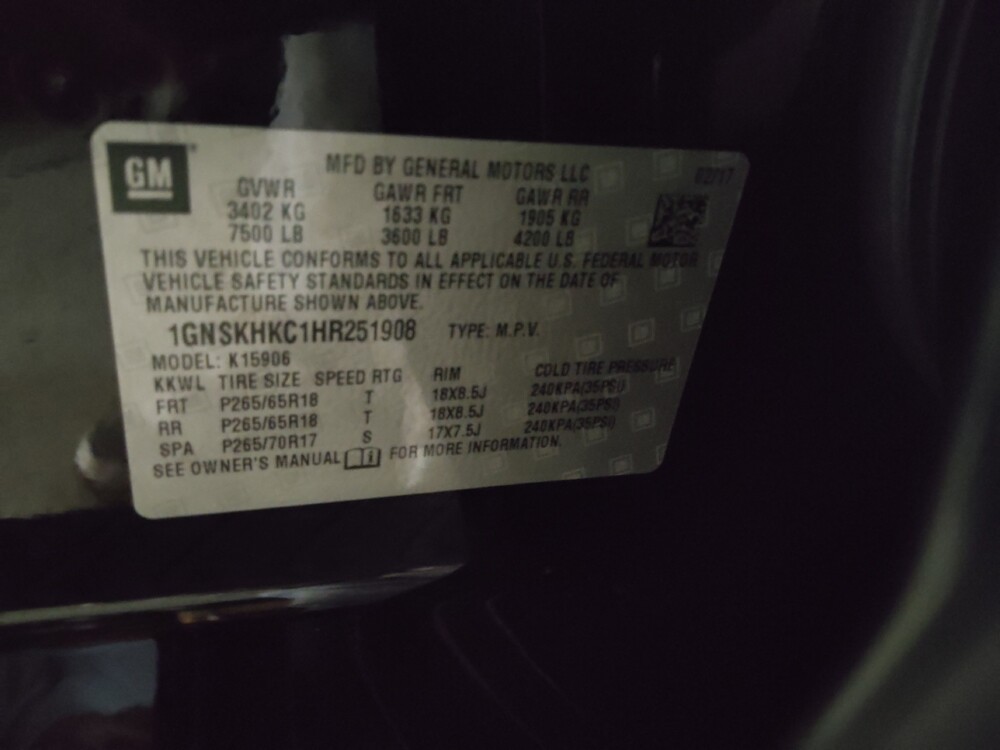 GM
MFD BY GENERAL MOTORS LLC 02/17
GVWR GAWR FRT GAWR RR
3402 KG 1633 KG 1905 KG
7500 LB 3600 LB 4200 LB
THIS VEHICLE CONFORMS TO ALL APPLICABLE U.S. FEDERAL MOTOR
VEHICLE SAFETY STANDARDS IN EFFECT ON THE DATE OF
MANUFACTURE SHOWN ABOVE.
1GNSKHKC1HR251908 TYPE: M.P.V.
MODEL: K15906
KKWL TIRE SIZE SPEED RTG RIM COLD TIRE PRESSURE
FRT P265/65R18 T 18X8.5J 240KPA(35PSI)
RR P265/65R18 T 18X8.5J 240KPA(35PSI)
SPA P265/70R17 S 17X7.5J 240KPA(35PSI)
SEE OWNER'S MANUAL FOR MORE INFORMATION.